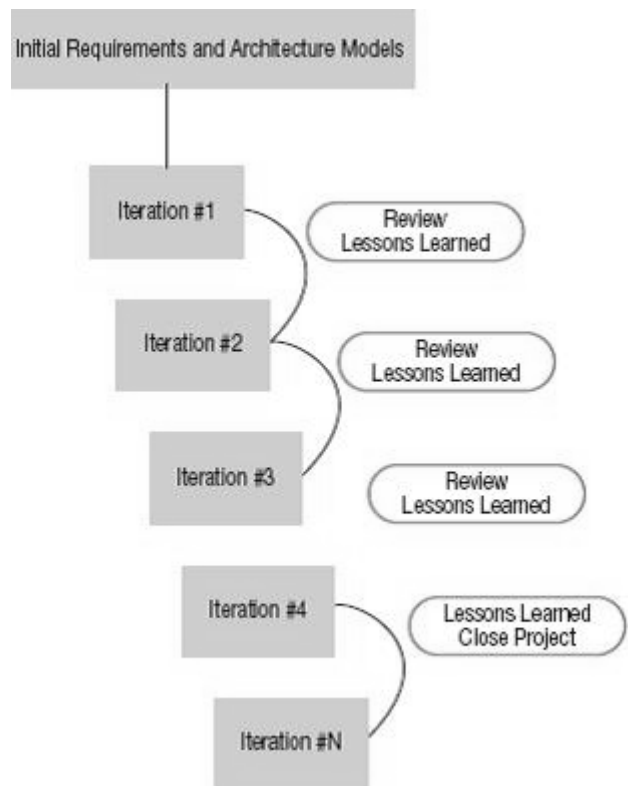 Initial Requirements and Architecture Models
Iteration #1
Review
Lessons Learned
Iteration #2
Review
Lessons Learned
Iteration #3
Review
Lessons Learned
Iteration #4
Lessons Learned
Close Project
Iteration #N